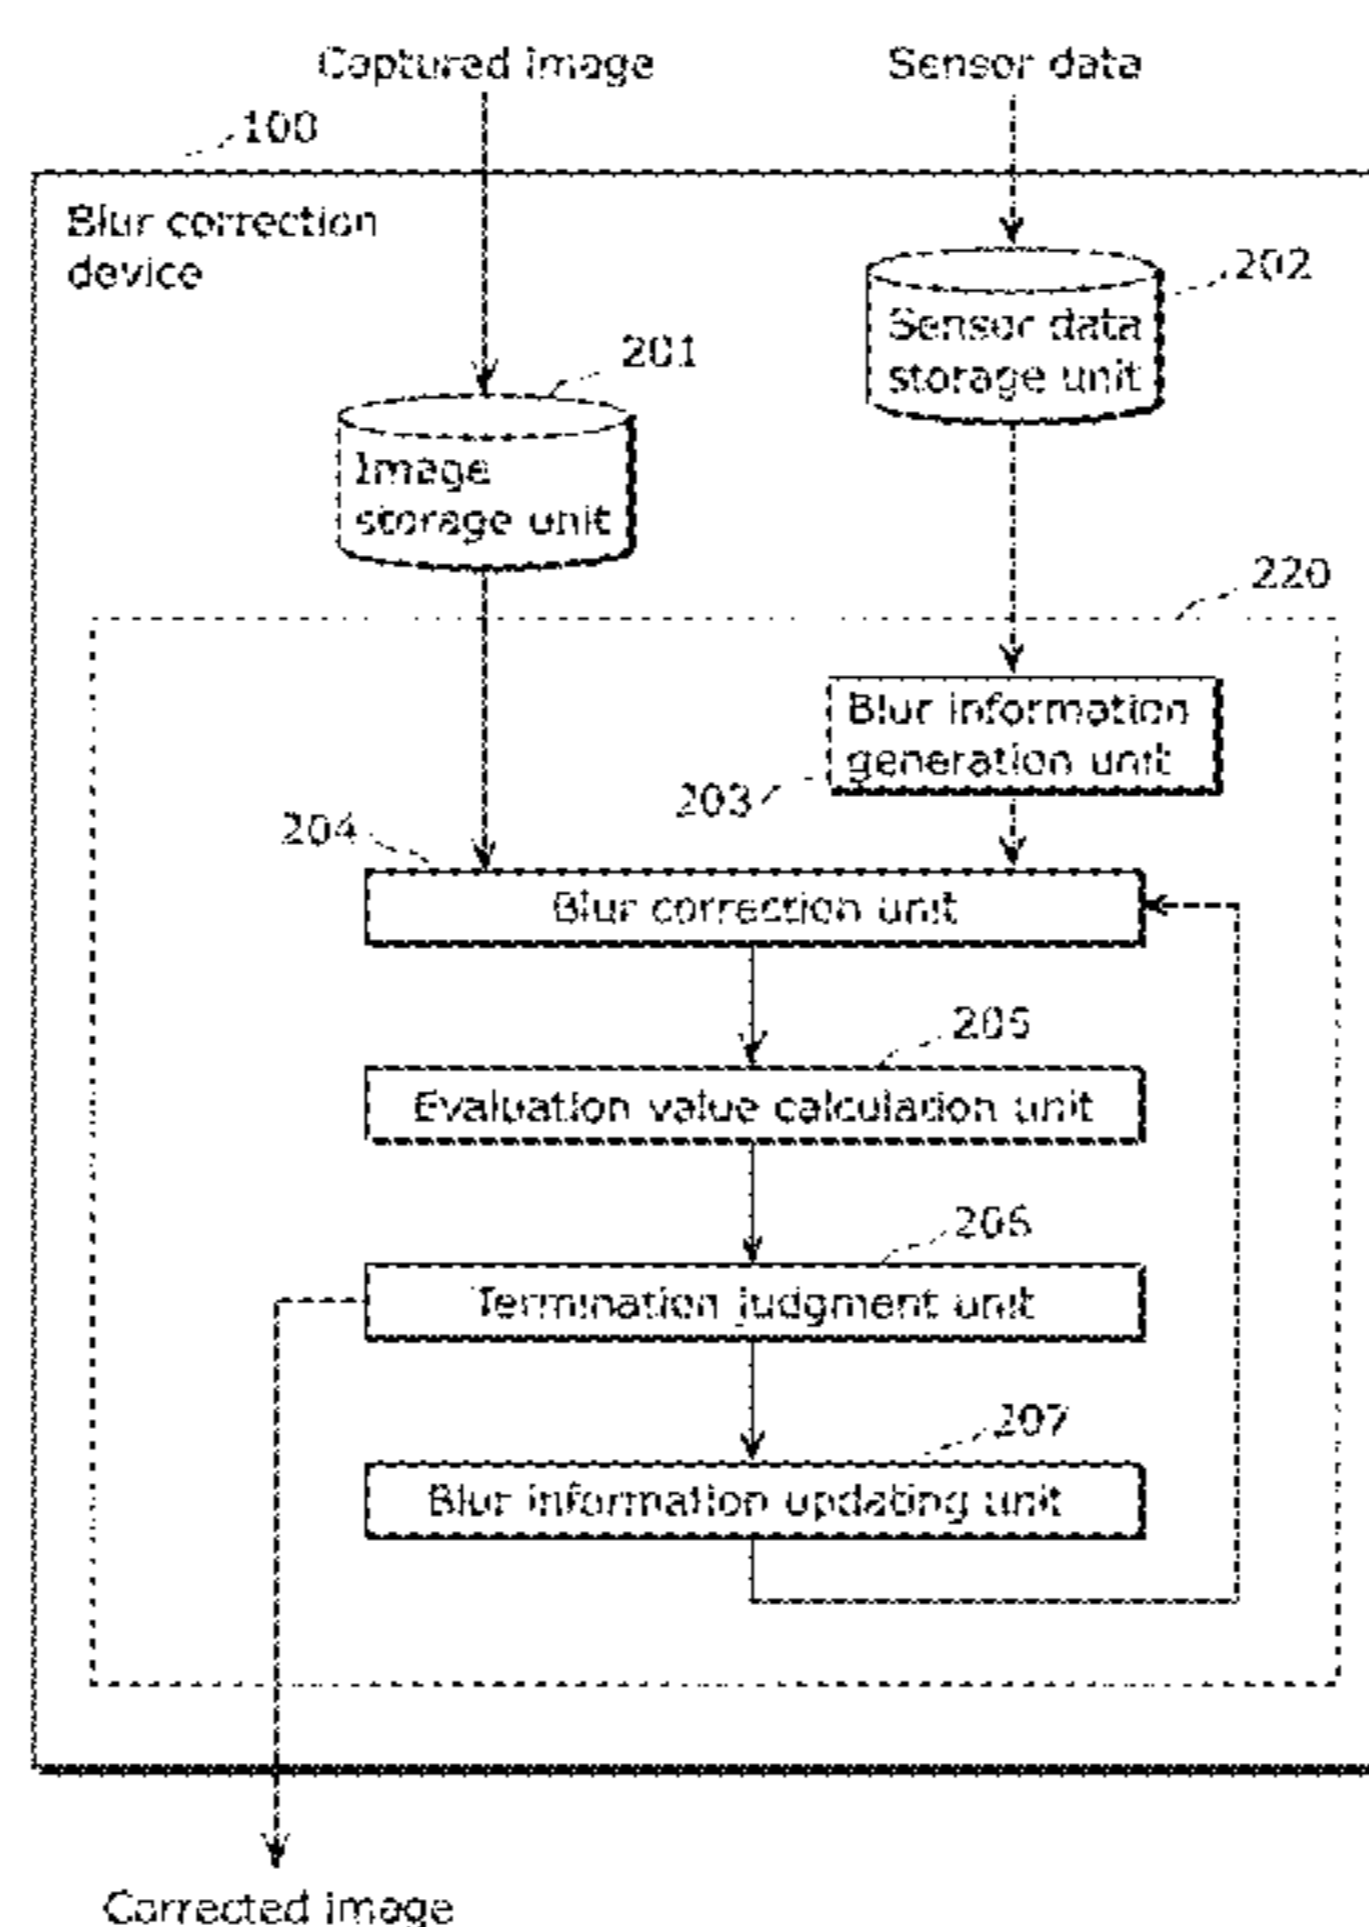 Captured image
Sensor data
100
Blur correction
device
202
Sensor data
storage unit
201
Image
storage unit
220
Blur information
generation unit
203
204
Blur correction unit
205
Evaluation value calculation unit
206
Termination judgment unit
207
Blur information updating unit
Corrected image